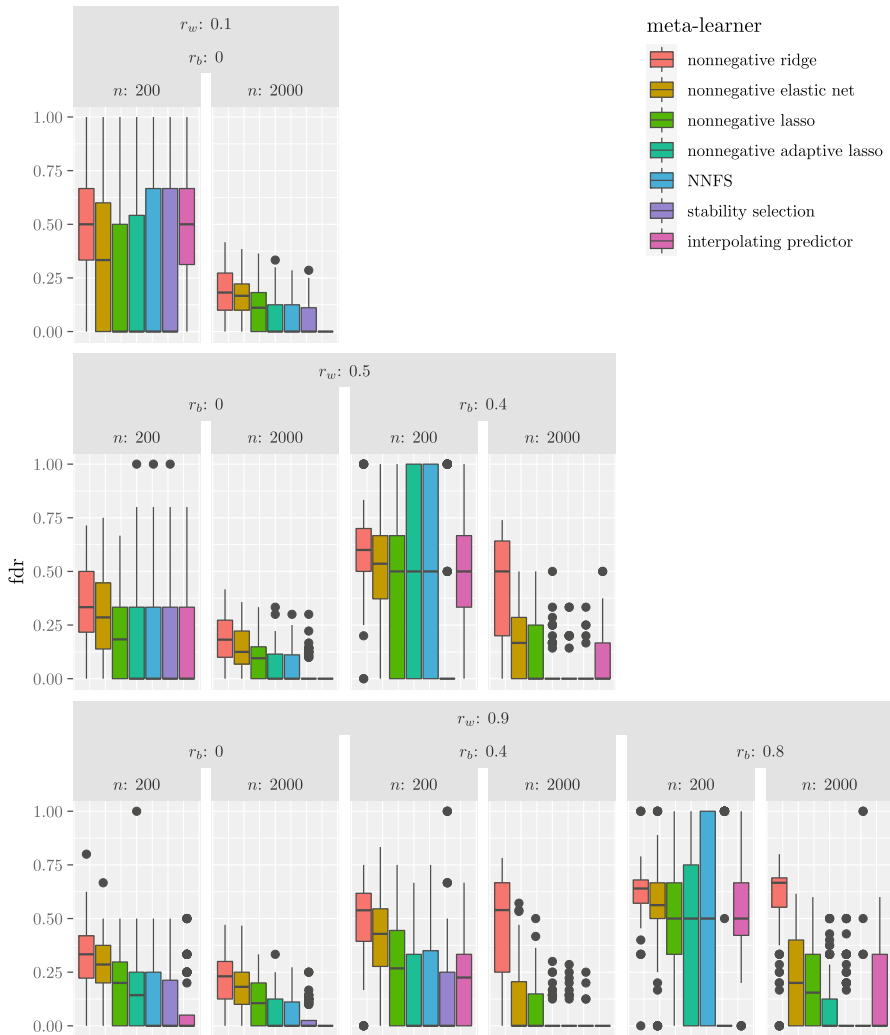 r_w: 0.1
r_b: 0
n: 200 n: 2000
1.00
0.75
0.50
0.25
0.00
meta-learner
nonnegative ridge
nonnegative elastic net
nonnegative lasso
nonnegative adaptive lasso
NNFS
stability selection
interpolating predictor
fdr
r_w: 0.5
r_b: 0 r_b: 0.4
n: 200 n: 2000 n: 200 n: 2000
1.00
0.75
0.50
0.25
0.00
r_w: 0.9
r_b: 0 r_b: 0.4 r_b: 0.8
n: 200 n: 2000 n: 200 n: 2000 n: 200 n: 2000
1.00
0.75
0.50
0.25
0.00